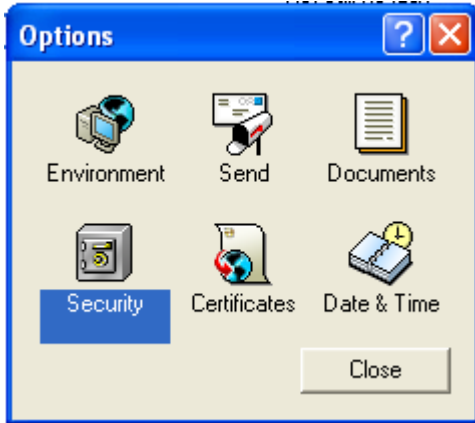 Options
Environment Send Documents
Security Certificates Date & Time
Close